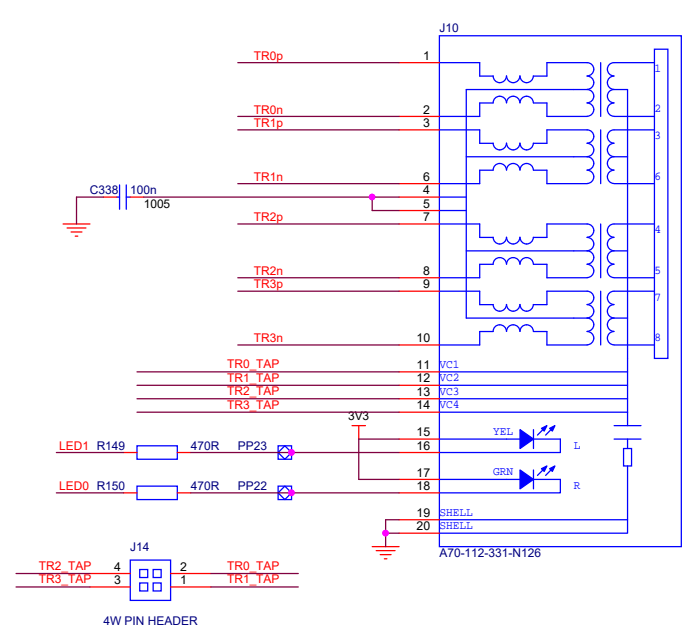 J10
TR0p 1 1
TR0n 2 2
TR1p 3 3
TR1n 6 6
C338 100n 4
1005 5
TR2p 7 4
TR2n 8 5
TR3p 9 7
TR3n 10 8
TR0_TAP 11 VC1
TR1_TAP 12 VC2
TR2_TAP 13 VC3
TR3_TAP 14 VC4
3V3
15 YEL
LED1 R149 470R PP23 16 L
17 GRN
LED0 R150 470R PP22 18 R
19 SHELL
20 SHELL
A70-112-331-N126
J14
TR2_TAP 4 2 TR0_TAP
TR3_TAP 3 1 TR1_TAP
4W PIN HEADER